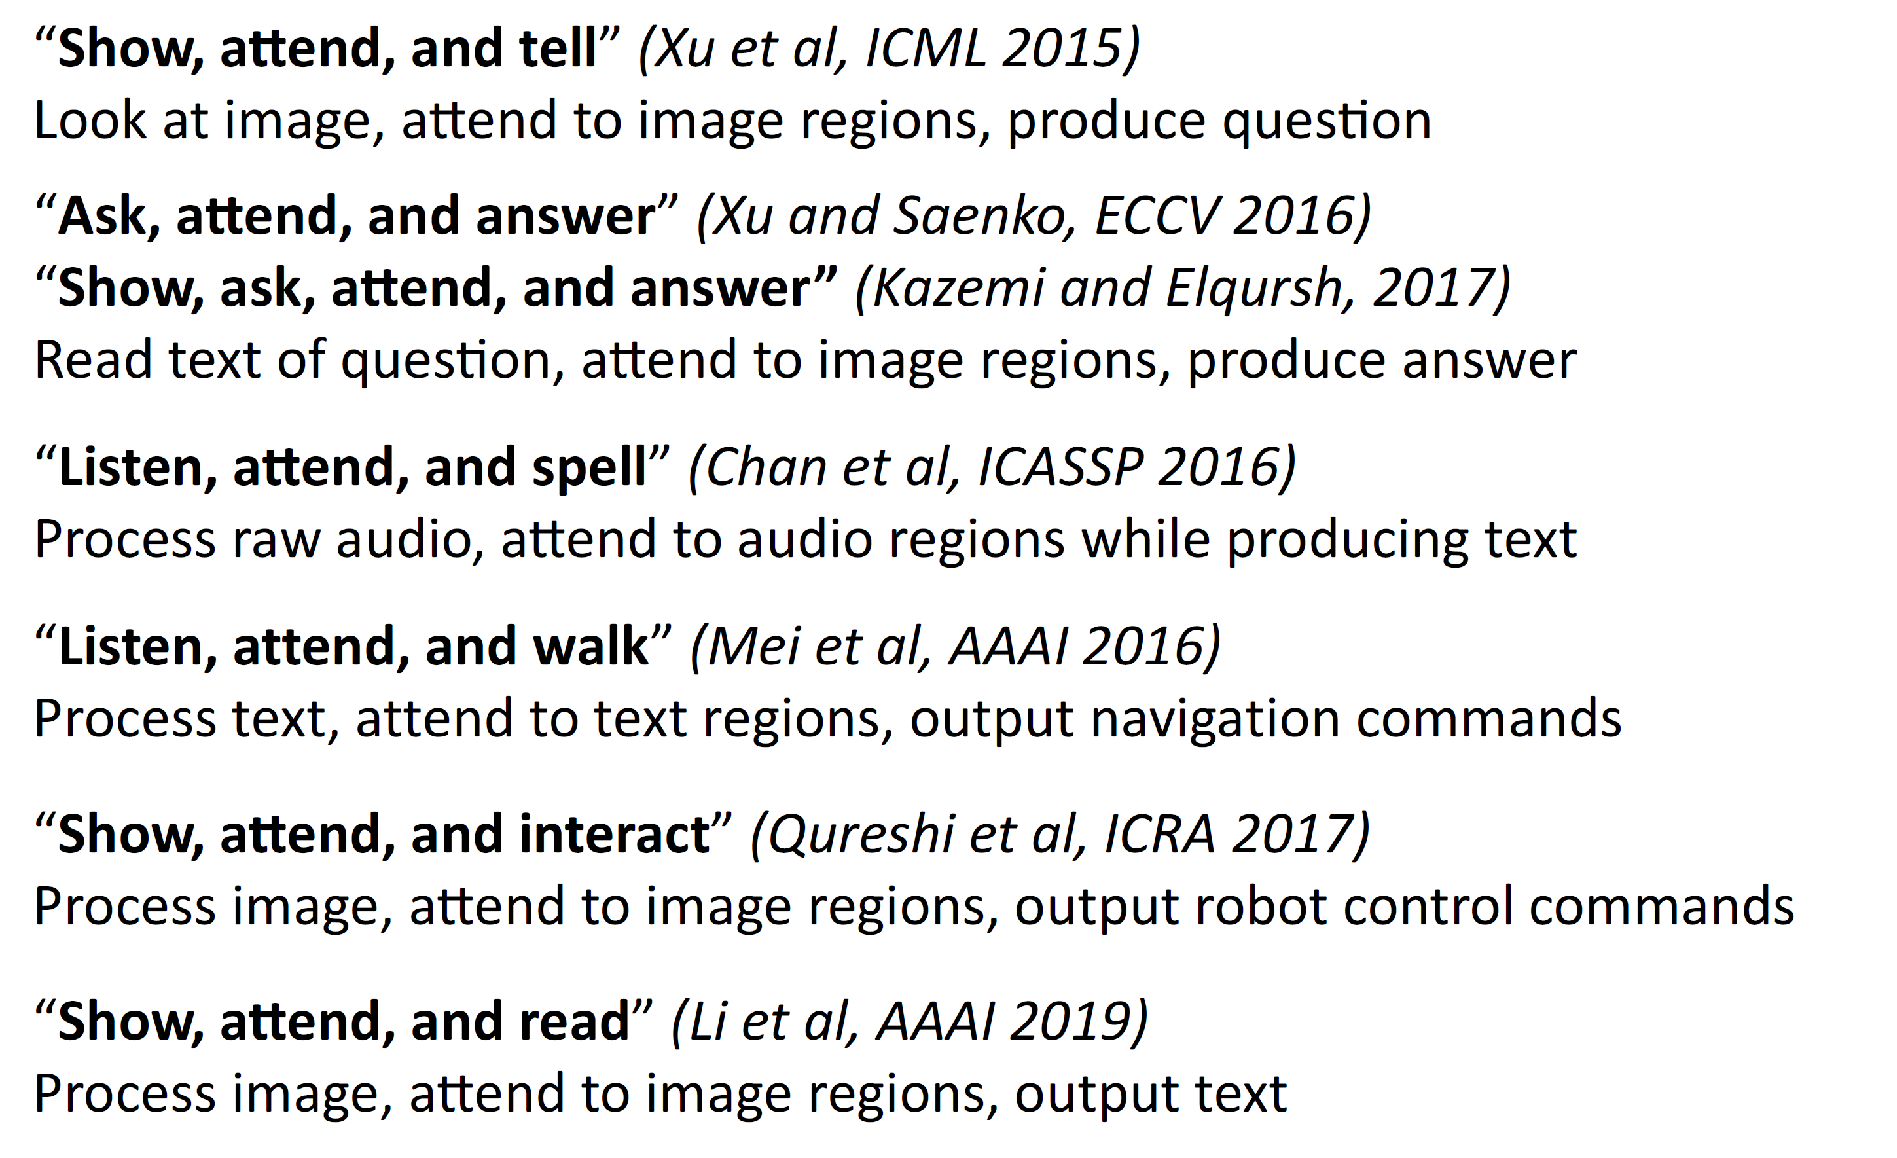 “Show, attend, and tell” (Xu et al, ICML 2015)
Look at image, attend to image regions, produce question
“Ask, attend, and answer” (Xu and Saenko, ECCV 2016)
“Show, ask, attend, and answer” (Kazemi and Elqursh, 2017)
Read text of question, attend to image regions, produce answer
“Listen, attend, and spell” (Chan et al, ICASSP 2016)
Process raw audio, attend to audio regions while producing text
“Listen, attend, and walk” (Mei et al, AAAI 2016)
Process text, attend to text regions, output navigation commands
“Show, attend, and interact” (Qureshi et al, ICRA 2017)
Process image, attend to image regions, output robot control commands
“Show, attend, and read” (Li et al, AAAI 2019)
Process image, attend to image regions, output text